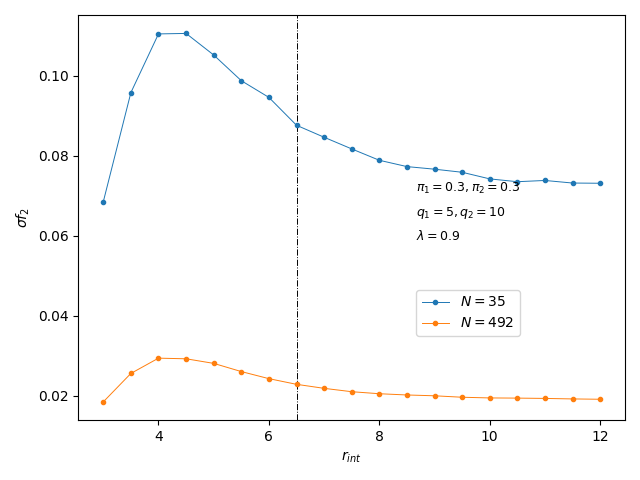 0.10
0.08
0.06
0.04
0.02
σf₂
π₁ = 0.3, π₂ = 0.3
q₁ = 5, q₂ = 10
λ = 0.9
N = 35
N = 492
4 6 8 10 12
r_int